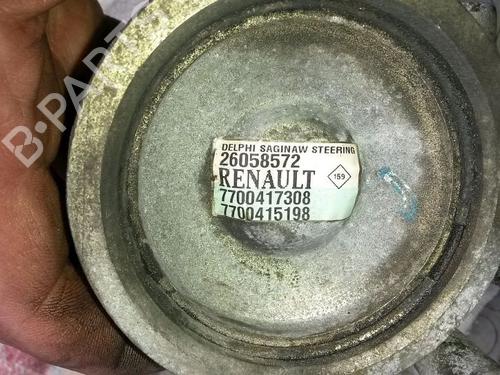 DELPHI SAGINAW STEERING
26058572
RENAULT
159
7700417308
7700415198
B-PARTS